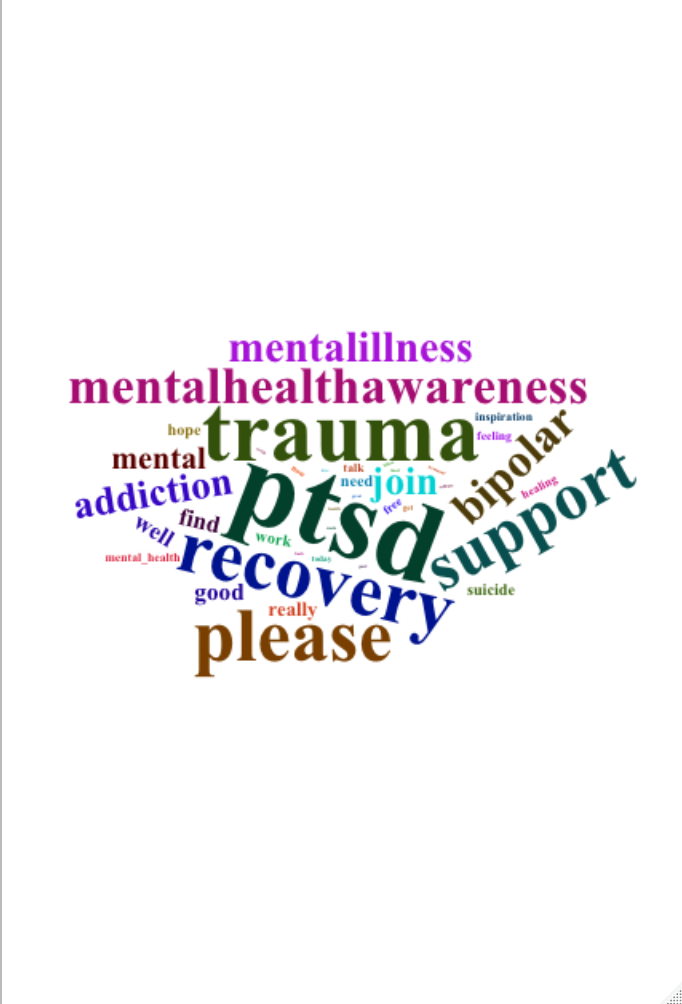 mentalillness
mentalhealthawareness
inspiration
hope
trauma
feeling
bipolar
mental
talk
need
join
support
addiction
ptsd
healing
free
find
well
work
mental_health
recovery
today
good
suicide
really
please